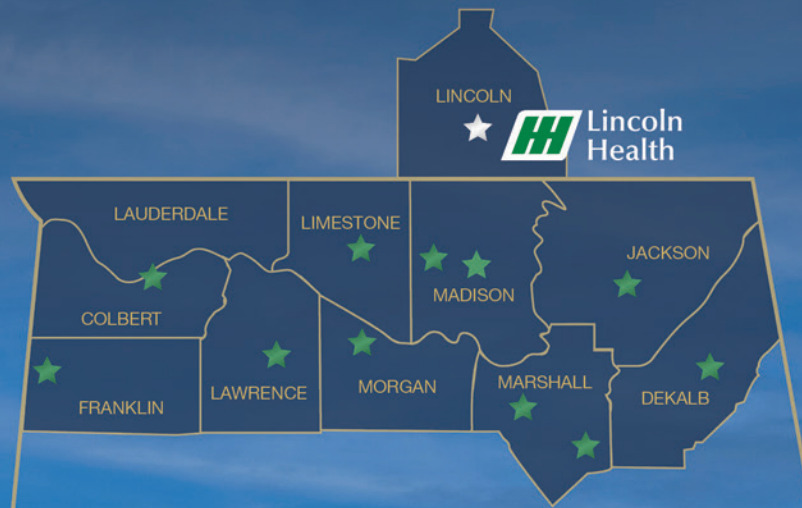 LINCOLN
Lincoln
Health
LAUDERDALE
LIMESTONE
JACKSON
MADISON
COLBERT
MARSHALL
MORGAN
LAWRENCE
DEKALB
FRANKLIN